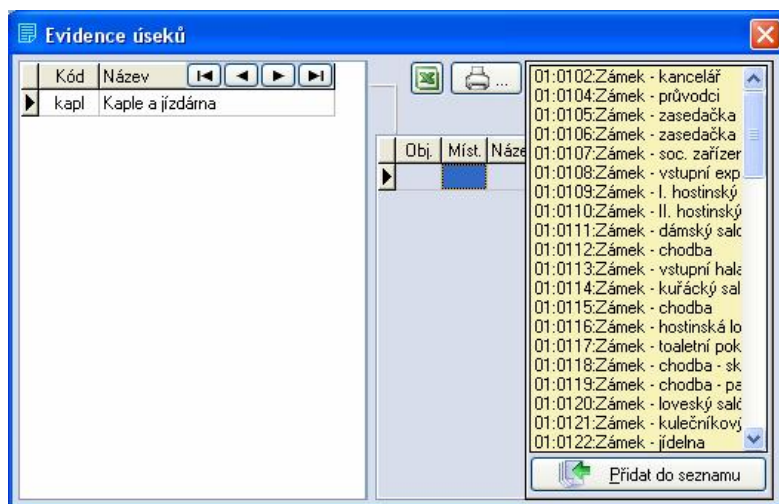 Evidence úseků
Kód Název
kapl Kaple a jízdárna
...
Obj. Míst. Náze
01:0102:Zámek - kancelář
01:0104:Zámek - průvodci
01:0105:Zámek - zasedačka
01:0106:Zámek - zasedačka
01:0107:Zámek - soc. zařízer
01:0108:Zámek - vstupní exp
01:0109:Zámek - I. hostinský
01:0110:Zámek - II. hostinský
01:0111:Zámek - dámský salo
01:0112:Zámek - chodba
01:0113:Zámek - vstupní hala
01:0114:Zámek - kuřácký sal
01:0115:Zámek - chodba
01:0116:Zámek - hostinská lo
01:0117:Zámek - toaletní pok
01:0118:Zámek - chodba - sk
01:0119:Zámek - chodba - pa
01:0120:Zámek - loveský saló
01:0121:Zámek - kulečníkový
01:0122:Zámek - jídelna
Přidat do seznamu